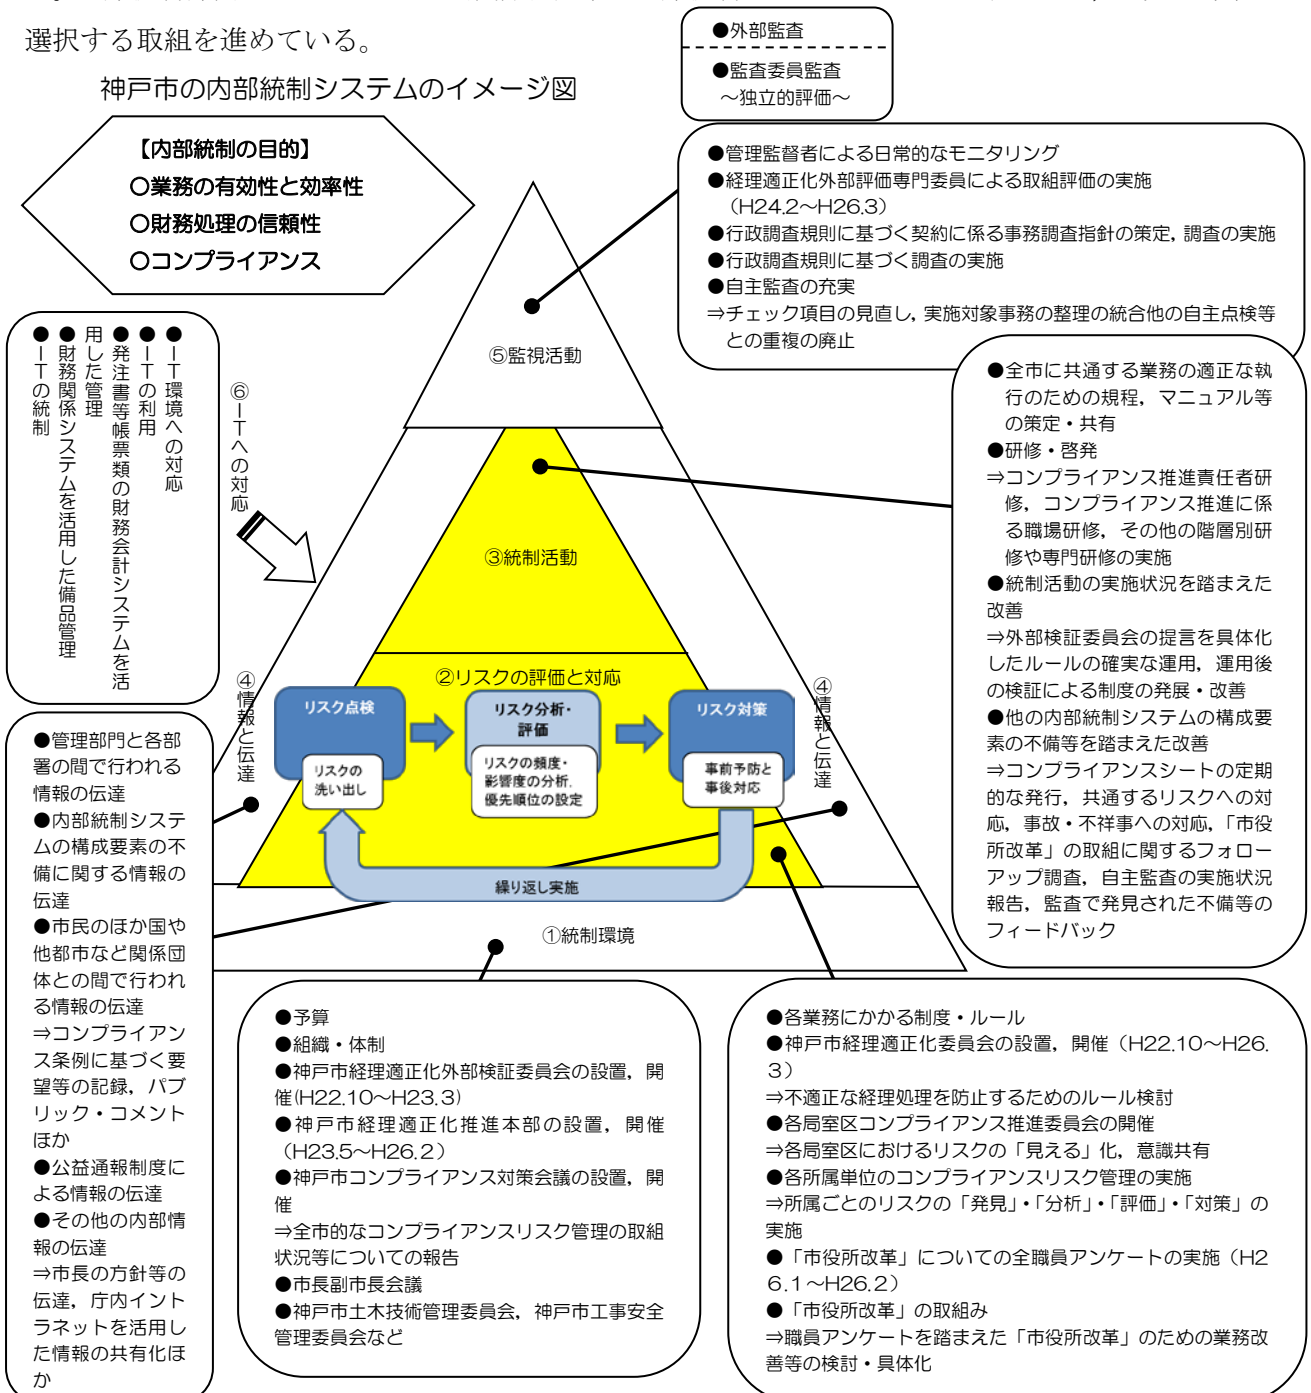 選択する取組を進めている。
神戸市の内部統制システムのイメージ図
●外部監査
●監査委員監査
～独立的評価～
【内部統制の目的】
〇業務の有効性と効率性
〇財務処理の信頼性
〇コンプライアンス
●管理監督者による日常的なモニタリング
●経理適正化外部評価専門委員による取組評価の実施
（H24.2～H26.3）
●行政調査規則に基づく契約に係る事務調査指針の策定，調査の実施
●行政調査規則に基づく調査の実施
●自主監査の充実
⇒チェック項目の見直し，実施対象事務の整理の統合他の自主点検等
との重複の廃止
●ＩＴ環境への対応
●ＩＴの利用
●発注書等帳票類の財務会計システムを活
用した管理
●財務関係システムを活用した備品管理
●ＩＴの統制
⑥ＩＴへの対応
⑤監視活動
③統制活動
②リスクの評価と対応
リスク点検
リスクの
洗い出し
リスク分析・
評価
リスクの頻度・
影響度の分析，
優先順位の設定
リスク対策
事前予防と
事後対応
繰り返し実施
④情報と伝達
④情報と伝達
①統制環境
●全市に共通する業務の適正な執
行のための規程，マニュアル等
の策定・共有
●研修・啓発
⇒コンプライアンス推進責任者研
修，コンプライアンス推進に係
る職場研修，その他の階層別研
修や専門研修の実施
●統制活動の実施状況を踏まえた
改善
⇒外部検証委員会の提言を具体化
したルールの確実な運用，運用後
の検証による制度の発展・改善
●他の内部統制システムの構成要
素の不備等を踏まえた改善
⇒コンプライアンスシートの定期
的な発行，共通するリスクへの対
応，事故・不祥事への対応，「市役
所改革」の取組に関するフォロー
アップ調査，自主監査の実施状況
報告，監査で発見された不備等の
フィードバック
●管理部門と各部
署の間で行われる
情報の伝達
●内部統制システ
ムの構成要素の不
備に関する情報の
伝達
●市民のほか国や
他都市など関係団
体との間で行われ
る情報の伝達
⇒コンプライアン
ス条例に基づく要
望等の記録，パブ
リック・コメント
ほか
●公益通報制度に
よる情報の伝達
●その他の内部情
報の伝達
⇒市長の方針等の
伝達，庁内イント
ラネットを活用し
た情報の共有化ほ
か
●予算
●組織・体制
●神戸市経理適正化外部検証委員会の設置，開
催(H22.10～H23.3)
●神戸市経理適正化推進本部の設置，開催
（H23.5～H26.2）
●神戸市コンプライアンス対策会議の設置，開
催
⇒全市的なコンプライアンスリスク管理の取組
状況等についての報告
●市長副市長会議
●神戸市土木技術管理委員会，神戸市工事安全
管理委員会など
●各業務にかかる制度・ルール
●神戸市経理適正化委員会の設置，開催（H22.10～H26.
3）
⇒不適正な経理処理を防止するためのルール検討
●各局室区コンプライアンス推進委員会の開催
⇒各局室区におけるリスクの「見える」化，意識共有
●各所属単位のコンプライアンスリスク管理の実施
⇒所属ごとのリスクの「発見」・「分析」・「評価」・「対策」の
実施
●「市役所改革」についての全職員アンケートの実施（H2
6.1～H26.2）
●「市役所改革」の取組み
⇒職員アンケートを踏まえた「市役所改革」のための業務改
善等の検討・具体化